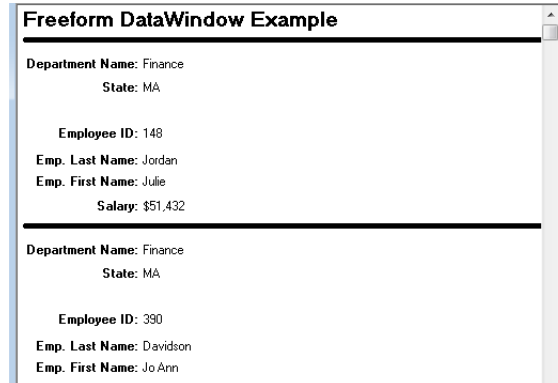 Freeform DataWindow Example
Department Name: Finance
State: MA
Employee ID: 148
Emp. Last Name: Jordan
Emp. First Name: Julie
Salary: $51,432
Department Name: Finance
State: MA
Employee ID: 390
Emp. Last Name: Davidson
Emp. First Name: Jo Ann